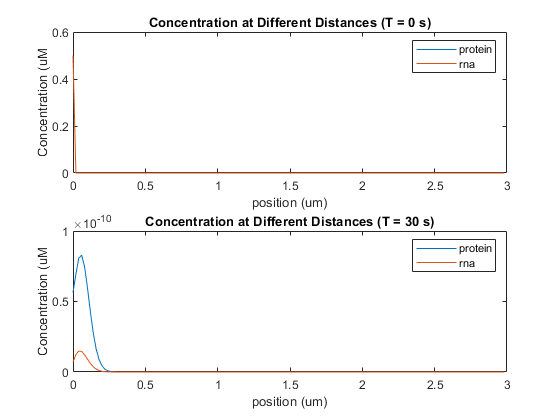 Concentration at Different Distances (T = 0 s)
Concentration (uM
0.6
0.4
0.2
0
protein
rna
0 0.5 1 1.5 2 2.5 3
position (um)
Concentration at Different Distances (T = 30 s)
×10^-10
Concentration (uM
1
0.5
0
protein
rna
0 0.5 1 1.5 2 2.5 3
position (um)